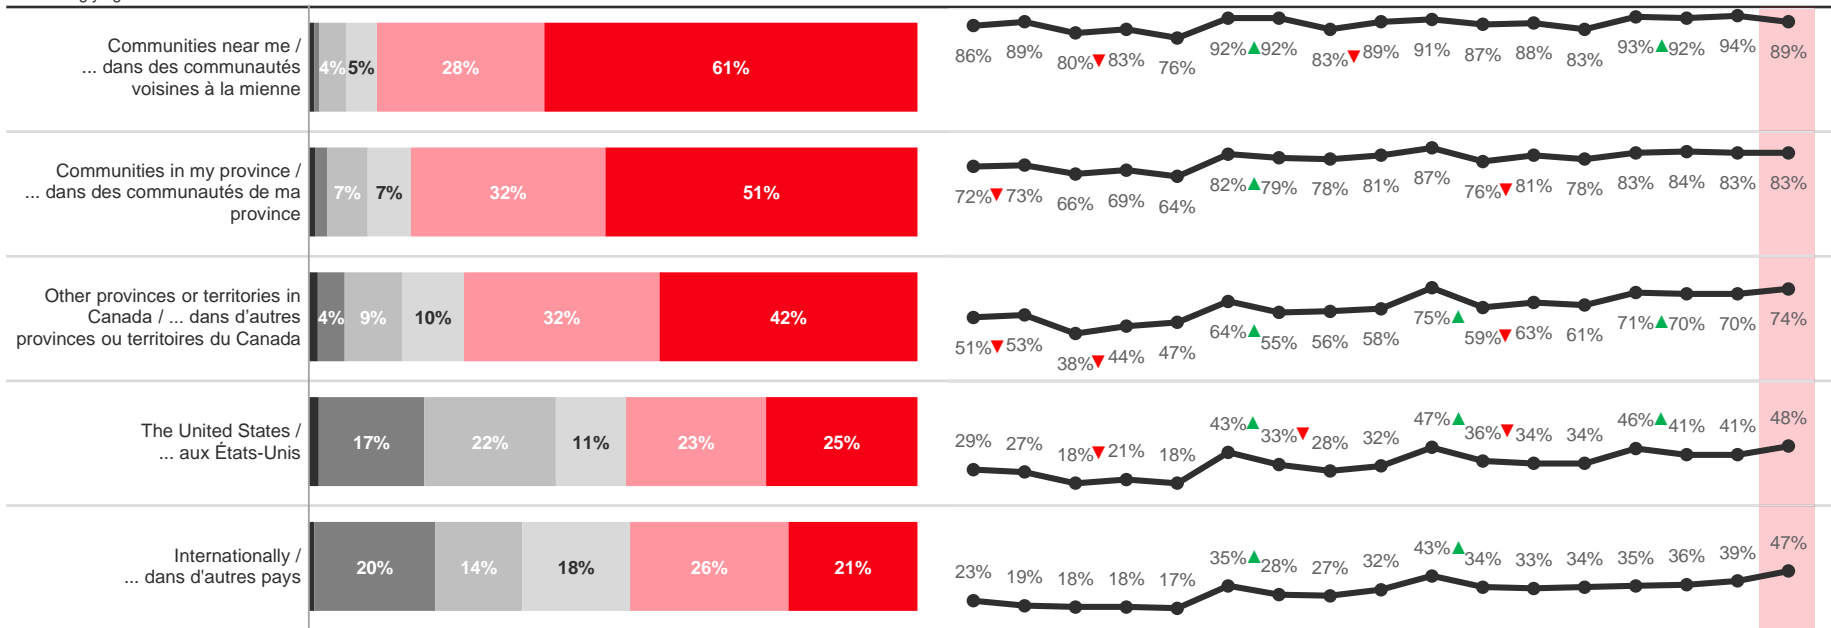 Communities near me /
... dans des communautés
voisines à la mienne
4% 5% 28% 61%
86% 89% 80% 83% 76% 92% 92% 83% 89% 91% 87% 88% 83% 93% 92% 94% 89%
Communities in my province /
... dans des communautés de ma
province
7% 7% 32% 51%
72% 73% 66% 69% 64% 82% 79% 78% 81% 87% 76% 81% 78% 83% 84% 83% 83%
Other provinces or territories in
Canada / ... dans d’autres
provinces ou territoires du Canada
4% 9% 10% 32% 42%
51% 53% 38% 44% 47% 64% 55% 56% 58% 75% 59% 63% 61% 71% 70% 70% 74%
The United States /
... aux États-Unis
17% 22% 11% 23% 25%
29% 27% 18% 21% 18% 43% 33% 28% 32% 47% 36% 34% 34% 46% 41% 41% 48%
Internationally /
... dans d'autres pays
20% 14% 18% 26% 21%
23% 19% 18% 18% 17% 35% 28% 27% 32% 43% 34% 33% 34% 35% 36% 39% 47%